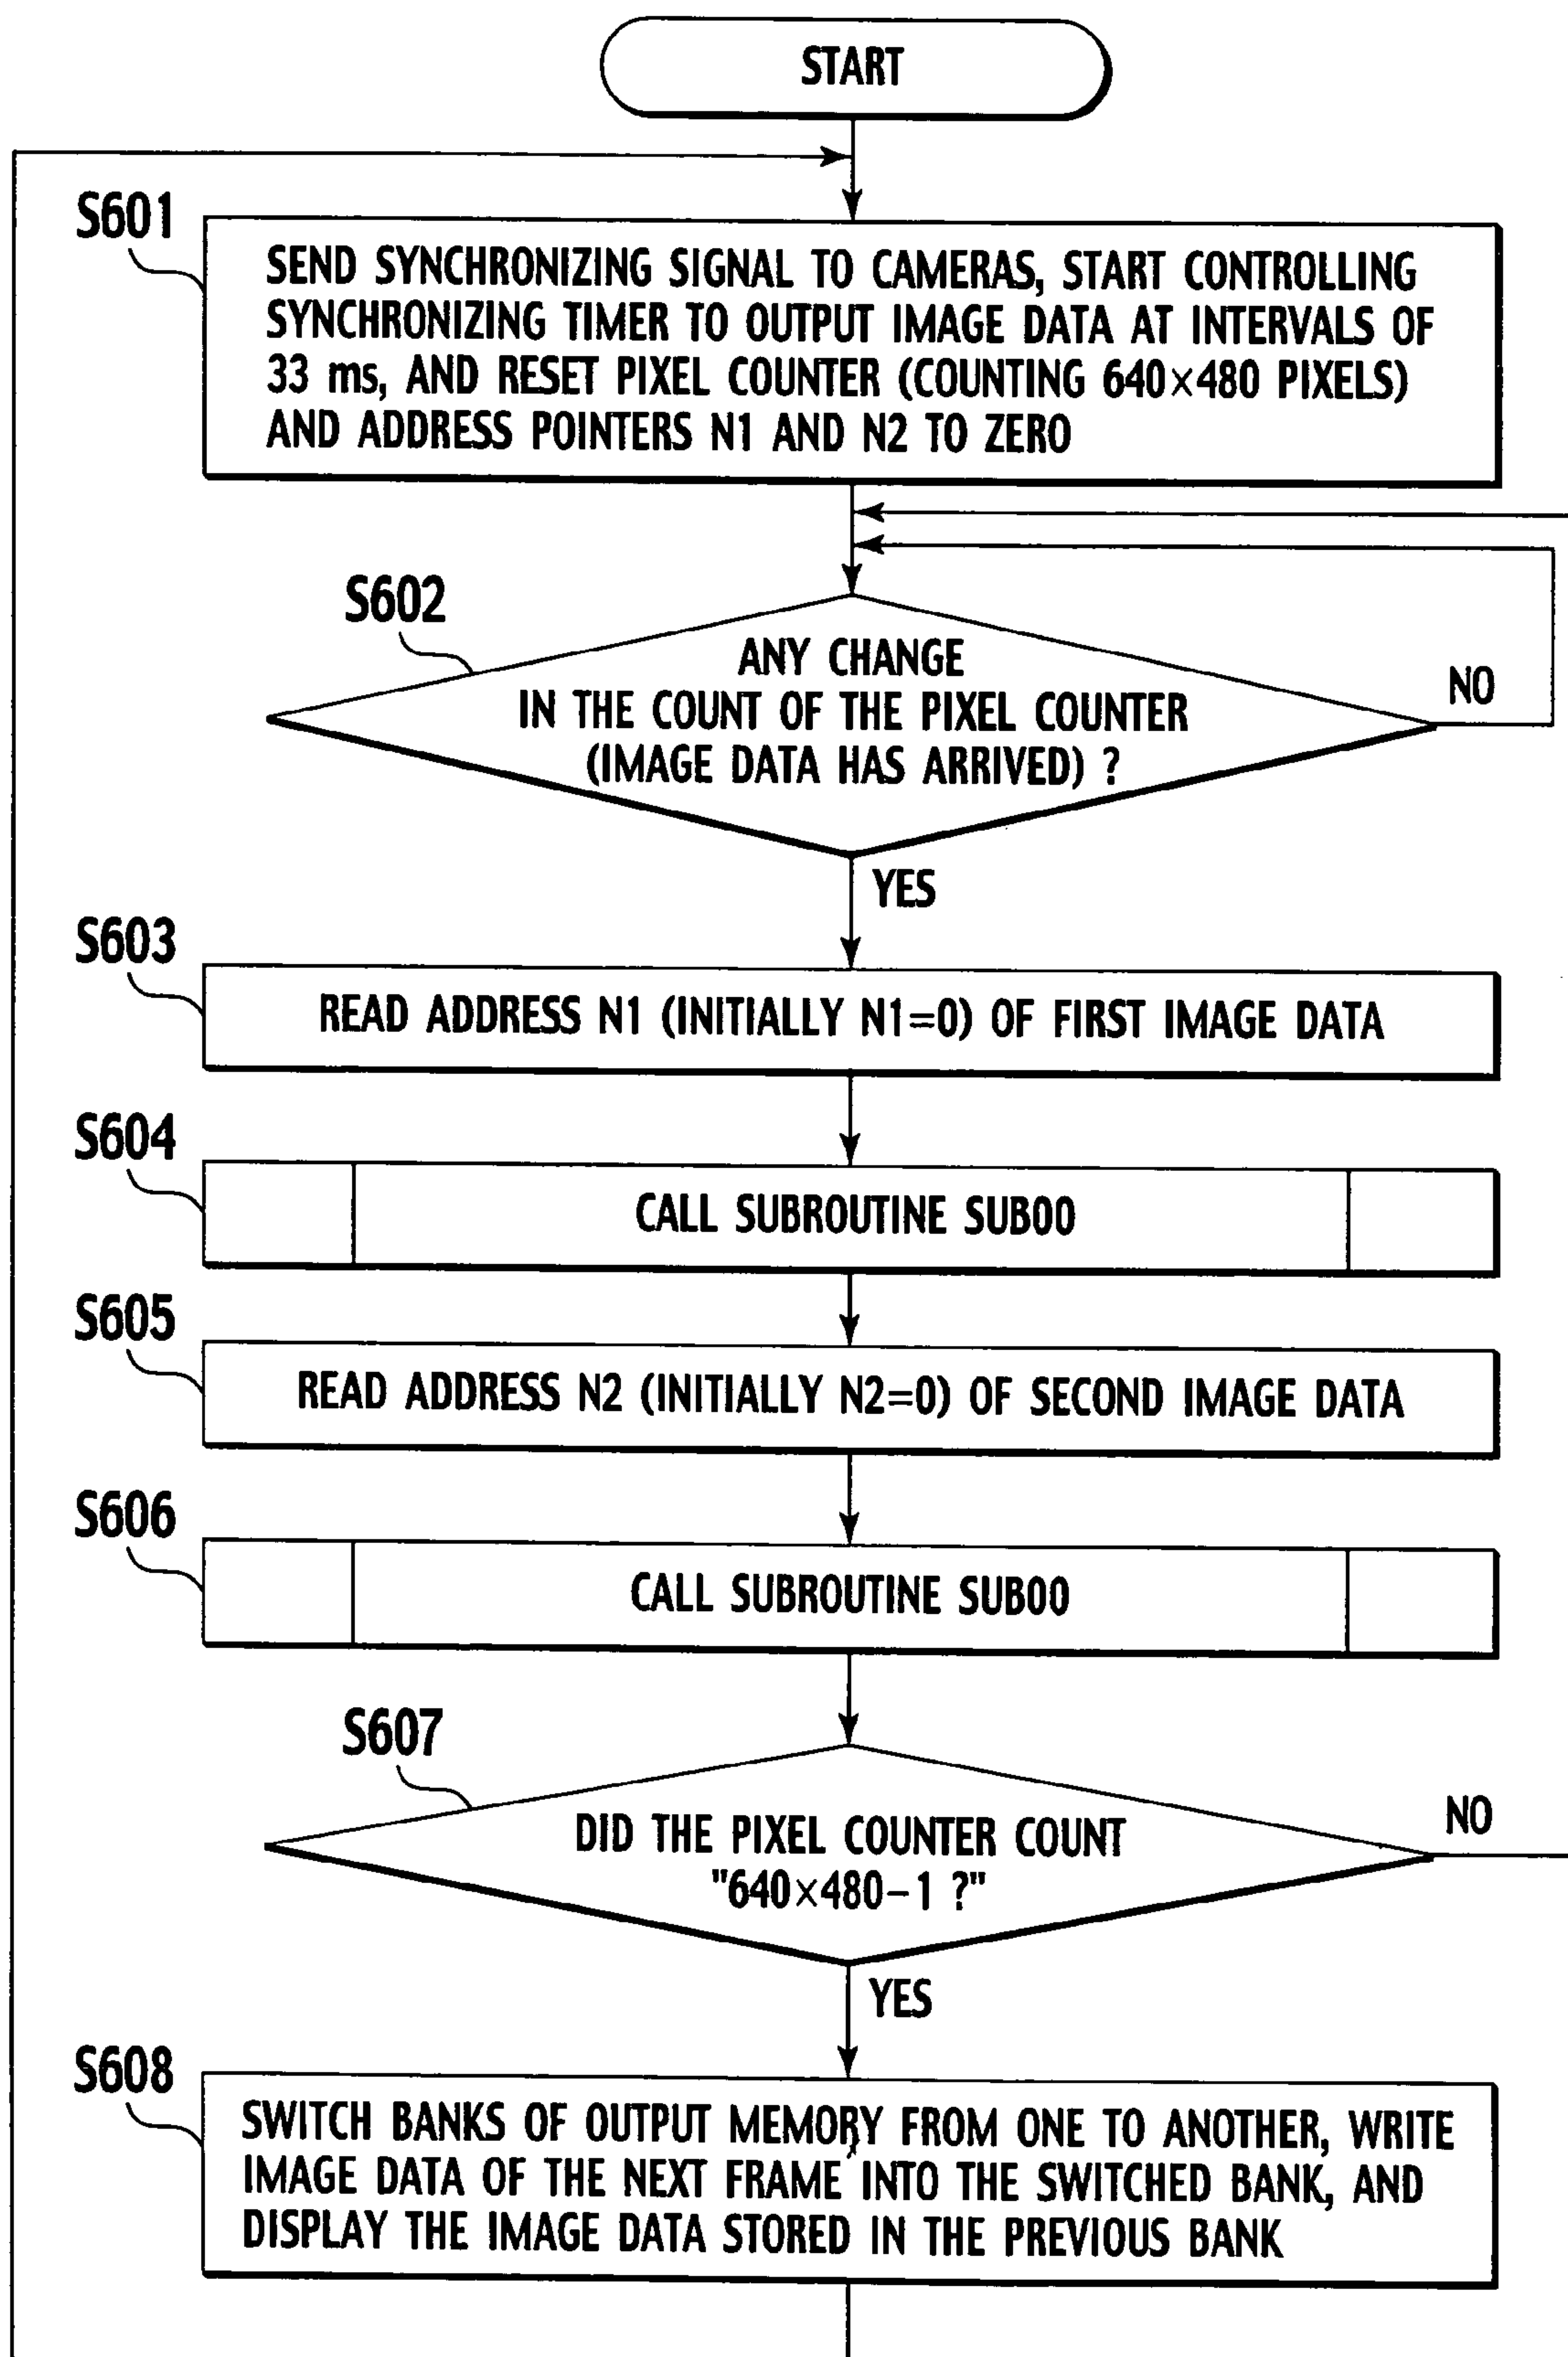 START
S601
SEND SYNCHRONIZING SIGNAL TO CAMERAS, START CONTROLLING
SYNCHRONIZING TIMER TO OUTPUT IMAGE DATA AT INTERVALS OF
33 ms, AND RESET PIXEL COUNTER (COUNTING 640×480 PIXELS)
AND ADDRESS POINTERS N1 AND N2 TO ZERO
S602
ANY CHANGE
IN THE COUNT OF THE PIXEL COUNTER
(IMAGE DATA HAS ARRIVED) ?
NO
YES
S603
READ ADDRESS N1 (INITIALLY N1=0) OF FIRST IMAGE DATA
S604
CALL SUBROUTINE SUB00
S605
READ ADDRESS N2 (INITIALLY N2=0) OF SECOND IMAGE DATA
S606
CALL SUBROUTINE SUB00
S607
DID THE PIXEL COUNTER COUNT
"640×480−1 ?"
NO
YES
S608
SWITCH BANKS OF OUTPUT MEMORY FROM ONE TO ANOTHER, WRITE
IMAGE DATA OF THE NEXT FRAME INTO THE SWITCHED BANK, AND
DISPLAY THE IMAGE DATA STORED IN THE PREVIOUS BANK